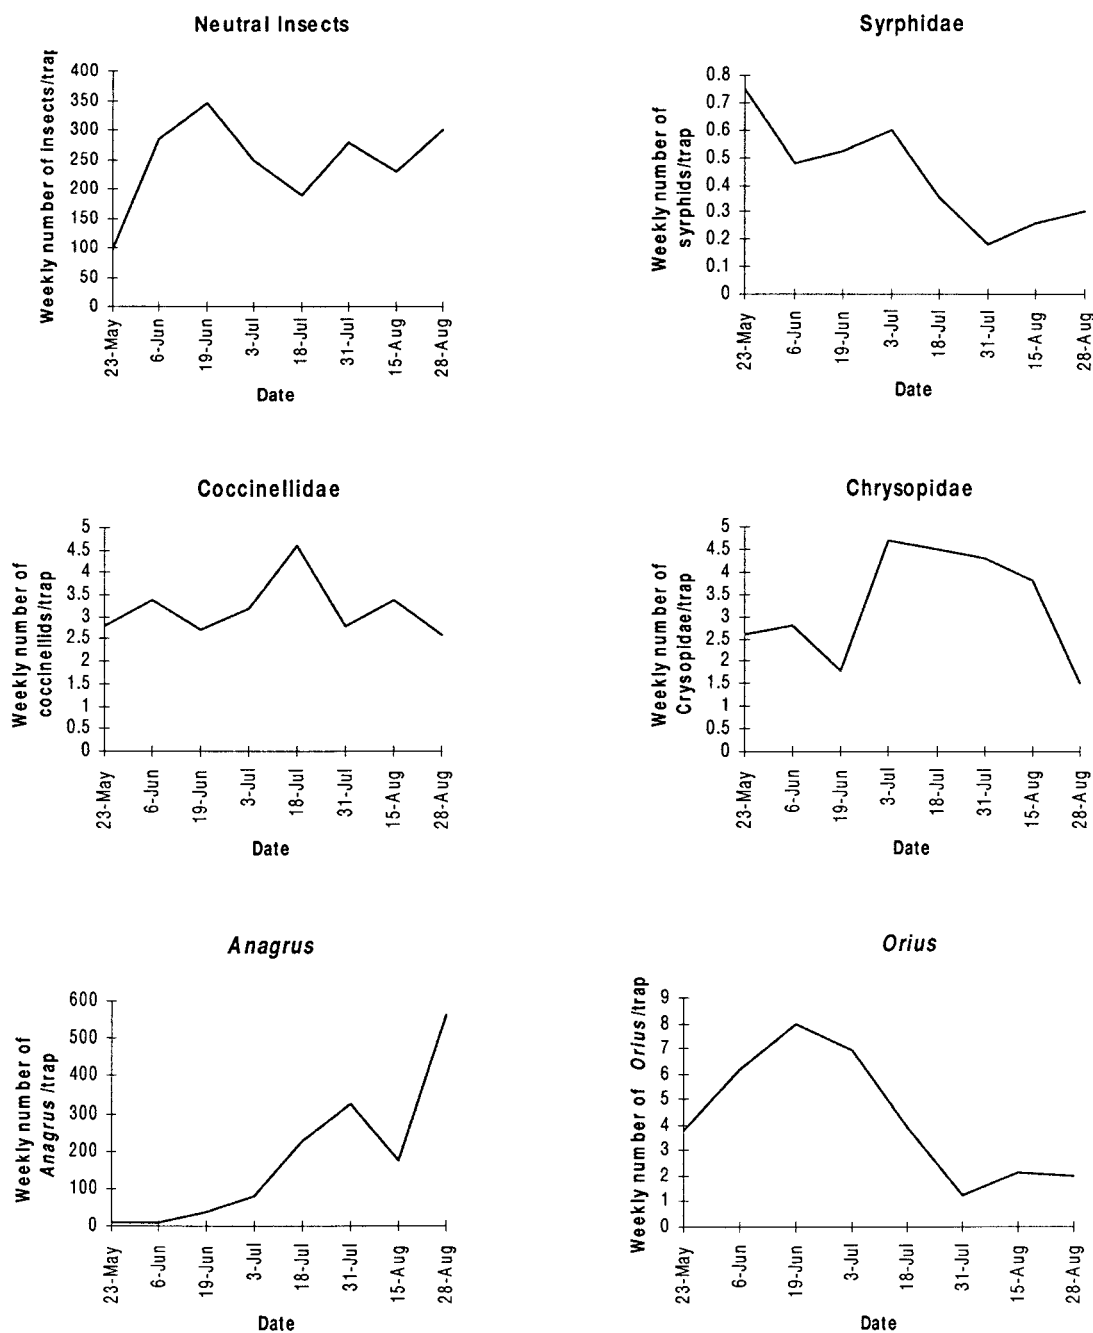 Neutral Insects
Weekly number of insects/trap
400
350
300
250
200
150
100
50
0
23-May
6-Jun
19-Jun
3-Jul
18-Jul
31-Jul
15-Aug
28-Aug
Date
Syrphidae
Weekly number of
syrphids/trap
0.8
0.7
0.6
0.5
0.4
0.3
0.2
0.1
0
23-May
6-Jun
19-Jun
3-Jul
18-Jul
31-Jul
15-Aug
28-Aug
Date
Coccinellidae
Weekly number of
coccinellids/trap
5
4.5
4
3.5
3
2.5
2
1.5
1
0.5
0
23-May
6-Jun
19-Jun
3-Jul
18-Jul
31-Jul
15-Aug
28-Aug
Date
Chrysopidae
Weekly number of
Crysopidae/trap
5
4.5
4
3.5
3
2.5
2
1.5
1
0.5
0
23-May
6-Jun
19-Jun
3-Jul
18-Jul
31-Jul
15-Aug
28-Aug
Date
Anagrus
Weekly number of
Anagrus /trap
600
500
400
300
200
100
0
23-May
6-Jun
19-Jun
3-Jul
18-Jul
31-Jul
15-Aug
28-Aug
Date
Orius
Weekly number of Orius /trap
9
8
7
6
5
4
3
2
1
0
23-May
6-Jun
19-Jun
3-Jul
18-Jul
31-Jul
15-Aug
28-Aug
Date